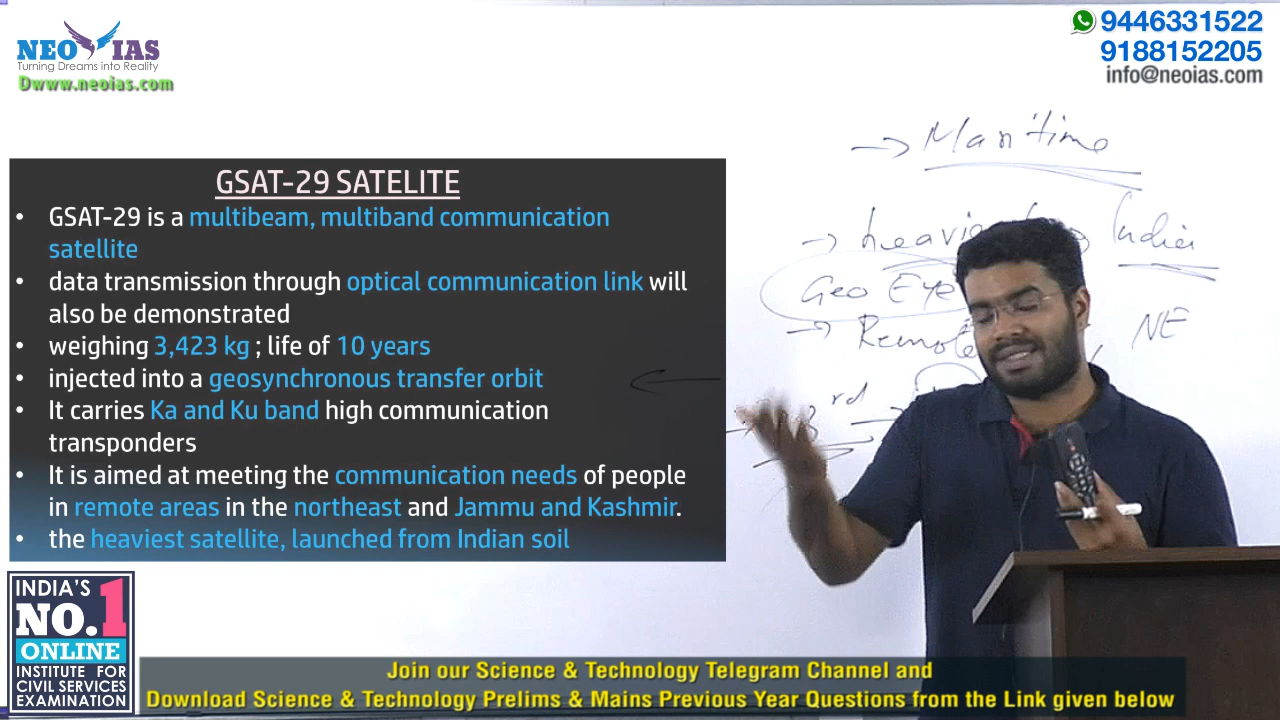 NEO IAS
Turning Dreams into Reality
Dwww.neoias.com
9446331522
9188152205
info@neoias.com
→ Maritime
→ heavie India
Geo Eye
→ Remote NE
3rd →
GSAT-29 SATELITE
• GSAT-29 is a multibeam, multiband communication
satellite
• data transmission through optical communication link will
also be demonstrated
• weighing 3,423 kg ; life of 10 years
• injected into a geosynchronous transfer orbit
• It carries Ka and Ku band high communication
transponders
• It is aimed at meeting the communication needs of people
in remote areas in the northeast and Jammu and Kashmir.
• the heaviest satellite, launched from Indian soil
INDIA'S
NO.1
ONLINE
INSTITUTE FOR
CIVIL SERVICES
EXAMINATION
Join our Science & Technology Telegram Channel and
Download Science & Technology Prelims & Mains Previous Year Questions from the Link given below